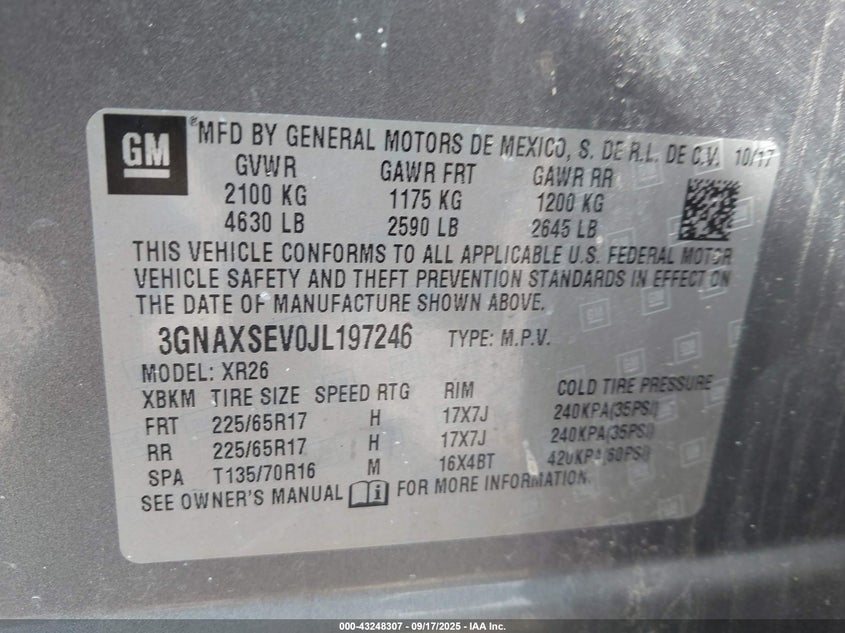 GM
®MFD BY GENERAL MOTORS DE MEXICO, S. DE R.L. DE C.V. 10/17
GVWR GAWR FRT GAWR RR
2100 KG 1175 KG 1200 KG
4630 LB 2590 LB 2645 LB
THIS VEHICLE CONFORMS TO ALL APPLICABLE U.S. FEDERAL MOTOR
VEHICLE SAFETY AND THEFT PREVENTION STANDARDS IN EFFECT ON
THE DATE OF MANUFACTURE SHOWN ABOVE.
3GNAXSEV0JL197246 TYPE: M.P.V.
MODEL: XR26
XBKM TIRE SIZE SPEED RTG RIM COLD TIRE PRESSURE
FRT 225/65R17 H 17X7J 240KPA(35PSI)
RR 225/65R17 H 17X7J 240KPA(35PSI)
SPA T135/70R16 M 16X4BT 420KPA(60PSI)
SEE OWNER'S MANUAL FOR MORE INFORMATION.
000-43248307 - 09/17/2025 - IAA Inc.